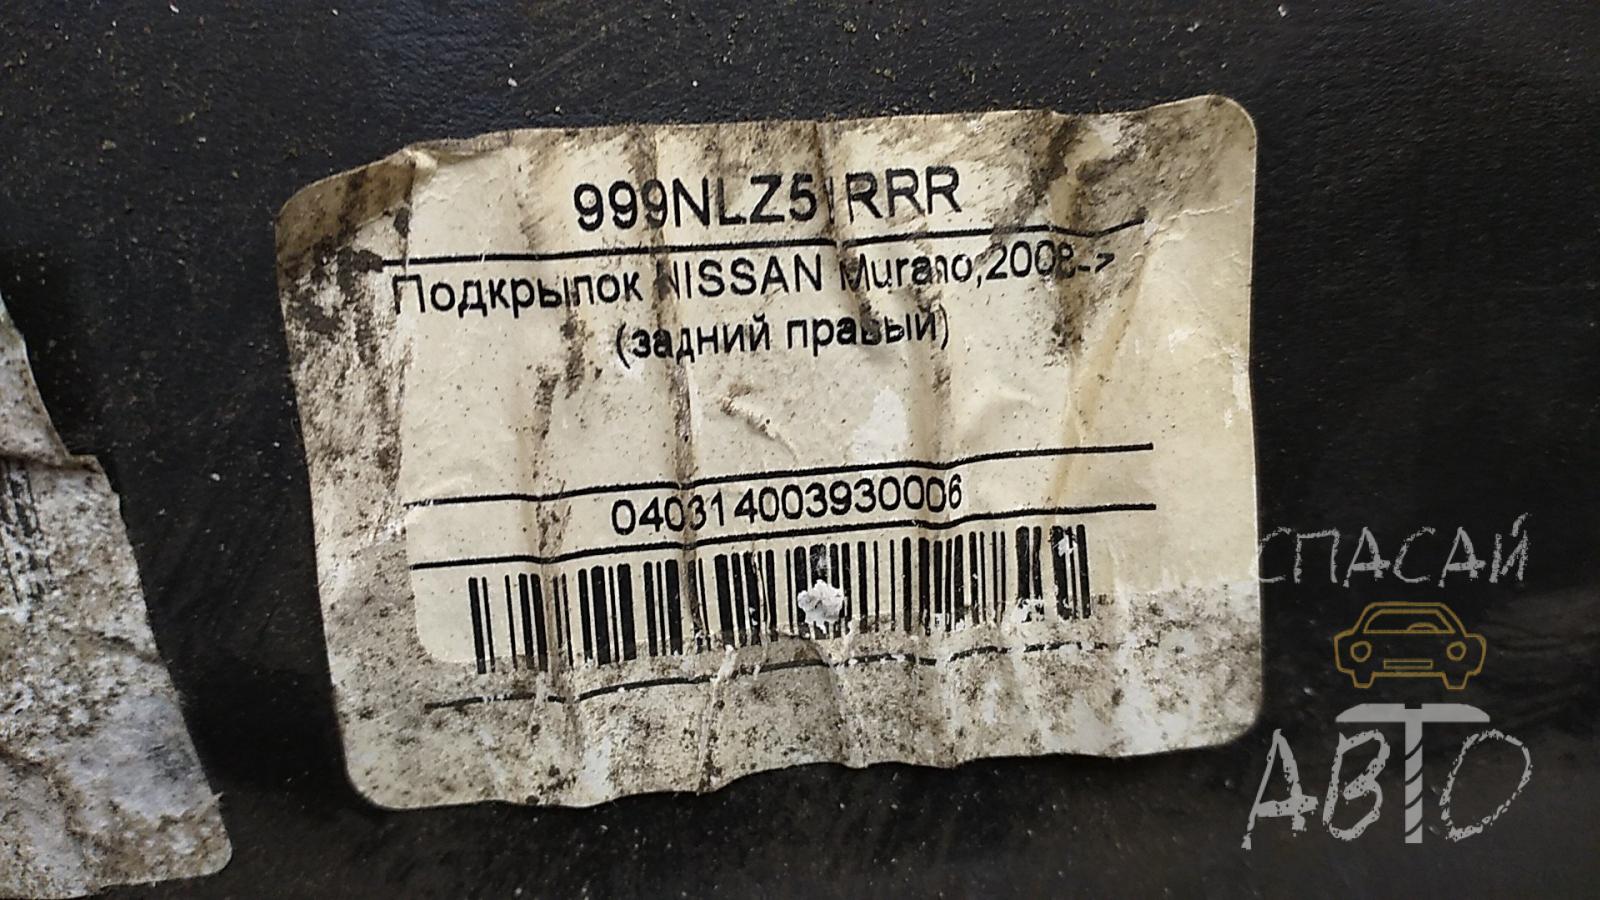 999NLZ51RRR
Подкрылок NISSAN Murano,2008->
(задний правый)
040314003930006
СПАСАЙ
АВТО